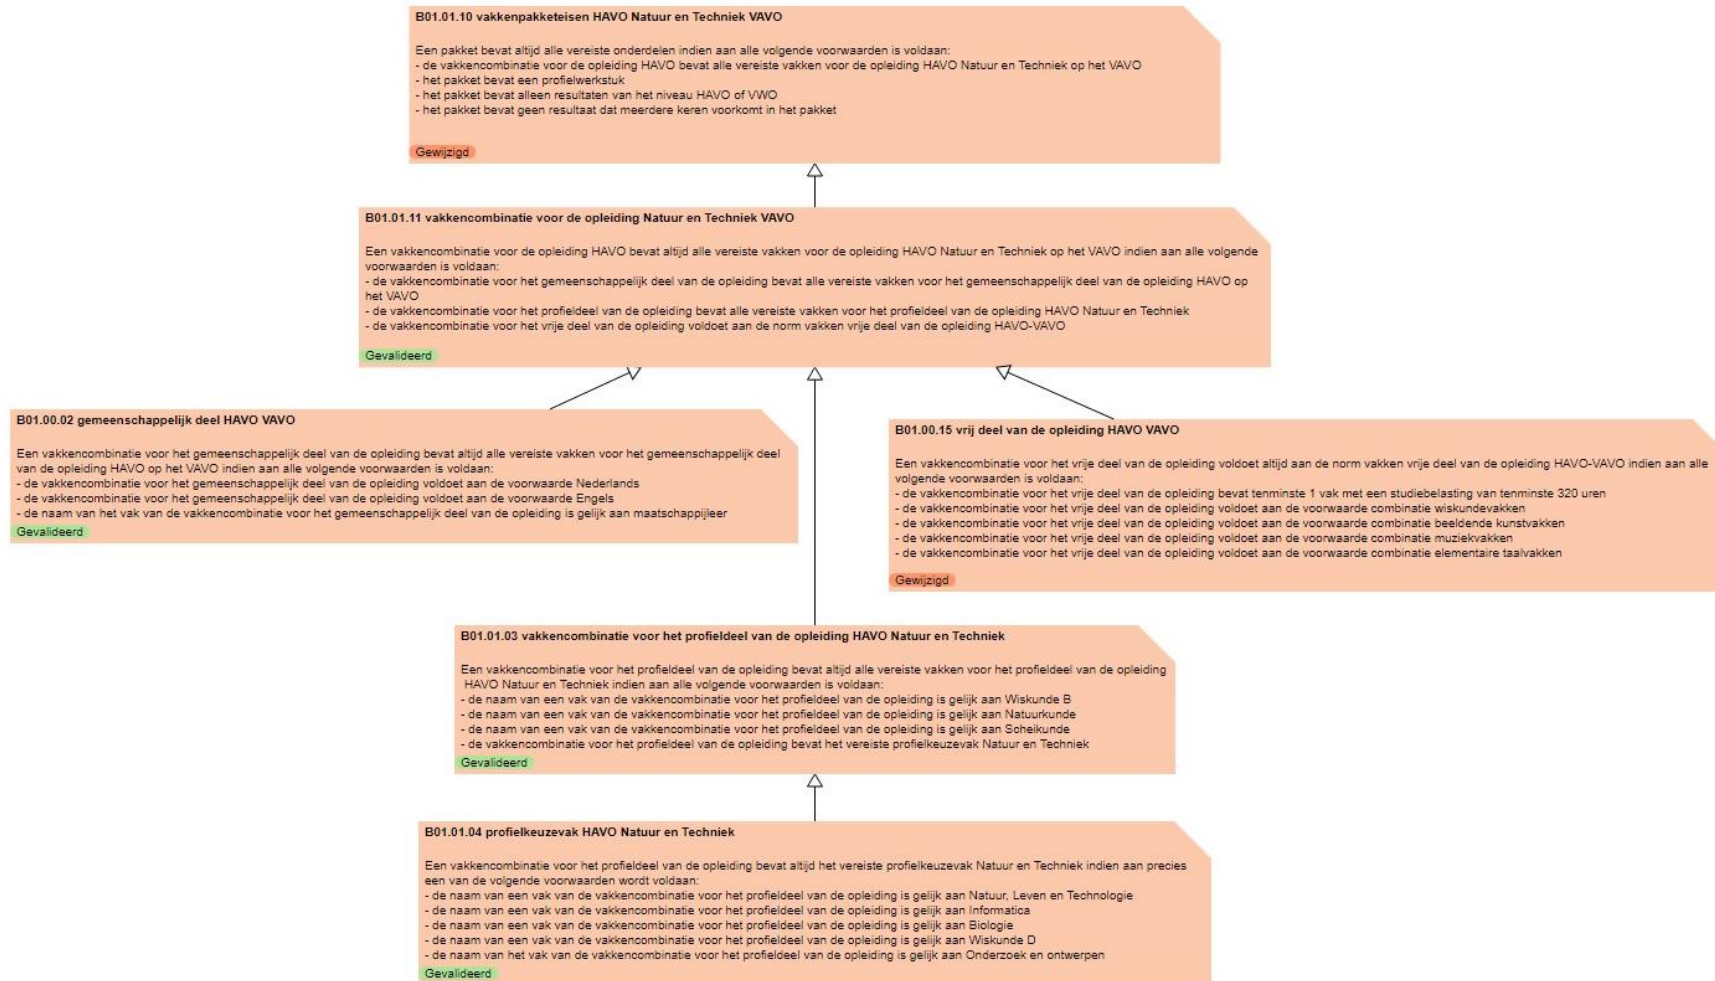 B01.01.10 vakkenpakketeisen HAVO Natuur en Techniek VAVO
Een pakket bevat altijd alle vereiste onderdelen indien aan alle volgende voorwaarden is voldaan:
- de vakkencombinatie voor de opleiding HAVO bevat alle vereiste vakken voor de opleiding HAVO Natuur en Techniek op het VAVO
- het pakket bevat een profielwerkstuk
- het pakket bevat alleen resultaten van het niveau HAVO of VWO
- het pakket bevat geen resultaat dat meerdere keren voorkomt in het pakket
Gewijzigd
B01.01.11 vakkencombinatie voor de opleiding Natuur en Techniek VAVO
Een vakkencombinatie voor de opleiding HAVO bevat altijd alle vereiste vakken voor de opleiding HAVO Natuur en Techniek op het VAVO indien aan alle volgende
voorwaarden is voldaan:
- de vakkencombinatie voor het gemeenschappelijk deel van de opleiding bevat alle vereiste vakken voor het gemeenschappelijk deel van de opleiding HAVO op
het VAVO
- de vakkencombinatie voor het profieldeel van de opleiding bevat alle vereiste vakken voor het profieldeel van de opleiding HAVO Natuur en Techniek
- de vakkencombinatie voor het vrije deel van de opleiding voldoet aan de norm vakken vrije deel van de opleiding HAVO-VAVO
Gevalideerd
B01.00.02 gemeenschappelijk deel HAVO VAVO
Een vakkencombinatie voor het gemeenschappelijk deel van de opleiding bevat altijd alle vereiste vakken voor het gemeenschappelijk deel
van de opleiding HAVO op het VAVO indien aan alle volgende voorwaarden is voldaan:
- de vakkencombinatie voor het gemeenschappelijk deel van de opleiding voldoet aan de voorwaarde Nederlands
- de vakkencombinatie voor het gemeenschappelijk deel van de opleiding voldoet aan de voorwaarde Engels
- de naam van het vak van de vakkencombinatie voor het gemeenschappelijk deel van de opleiding is gelijk aan maatschappijleer
Gevalideerd
B01.00.15 vrij deel van de opleiding HAVO VAVO
Een vakkencombinatie voor het vrije deel van de opleiding voldoet altijd aan de norm vakken vrije deel van de opleiding HAVO-VAVO indien aan alle
volgende voorwaarden is voldaan:
- de vakkencombinatie voor het vrije deel van de opleiding bevat tenminste 1 vak met een studiebelasting van tenminste 320 uren
- de vakkencombinatie voor het vrije deel van de opleiding voldoet aan de voorwaarde combinatie wiskundevakken
- de vakkencombinatie voor het vrije deel van de opleiding voldoet aan de voorwaarde combinatie beeldende kunstvakken
- de vakkencombinatie voor het vrije deel van de opleiding voldoet aan de voorwaarde combinatie muziekvakken
- de vakkencombinatie voor het vrije deel van de opleiding voldoet aan de voorwaarde combinatie elementaire taalvakken
Gewijzigd
B01.01.03 vakkencombinatie voor het profieldeel van de opleiding HAVO Natuur en Techniek
Een vakkencombinatie voor het profieldeel van de opleiding bevat altijd alle vereiste vakken voor het profieldeel van de opleiding
HAVO Natuur en Techniek indien aan alle volgende voorwaarden is voldaan:
- de naam van een vak van de vakkencombinatie voor het profieldeel van de opleiding is gelijk aan Wiskunde B
- de naam van een vak van de vakkencombinatie voor het profieldeel van de opleiding is gelijk aan Natuurkunde
- de naam van een vak van de vakkencombinatie voor het profieldeel van de opleiding is gelijk aan Scheikunde
- de vakkencombinatie voor het profieldeel van de opleiding bevat het vereiste profielkeuzevak Natuur en Techniek
Gevalideerd
B01.01.04 profielkeuzevak HAVO Natuur en Techniek
Een vakkencombinatie voor het profieldeel van de opleiding bevat altijd het vereiste profielkeuzevak Natuur en Techniek indien aan precies
een van de volgende voorwaarden wordt voldaan:
- de naam van een vak van de vakkencombinatie voor het profieldeel van de opleiding is gelijk aan Natuur, Leven en Technologie
- de naam van een vak van de vakkencombinatie voor het profieldeel van de opleiding is gelijk aan Informatica
- de naam van een vak van de vakkencombinatie voor het profieldeel van de opleiding is gelijk aan Biologie
- de naam van een vak van de vakkencombinatie voor het profieldeel van de opleiding is gelijk aan Wiskunde D
- de naam van het vak van de vakkencombinatie voor het profieldeel van de opleiding is gelijk aan Onderzoek en ontwerpen
Gevalideerd